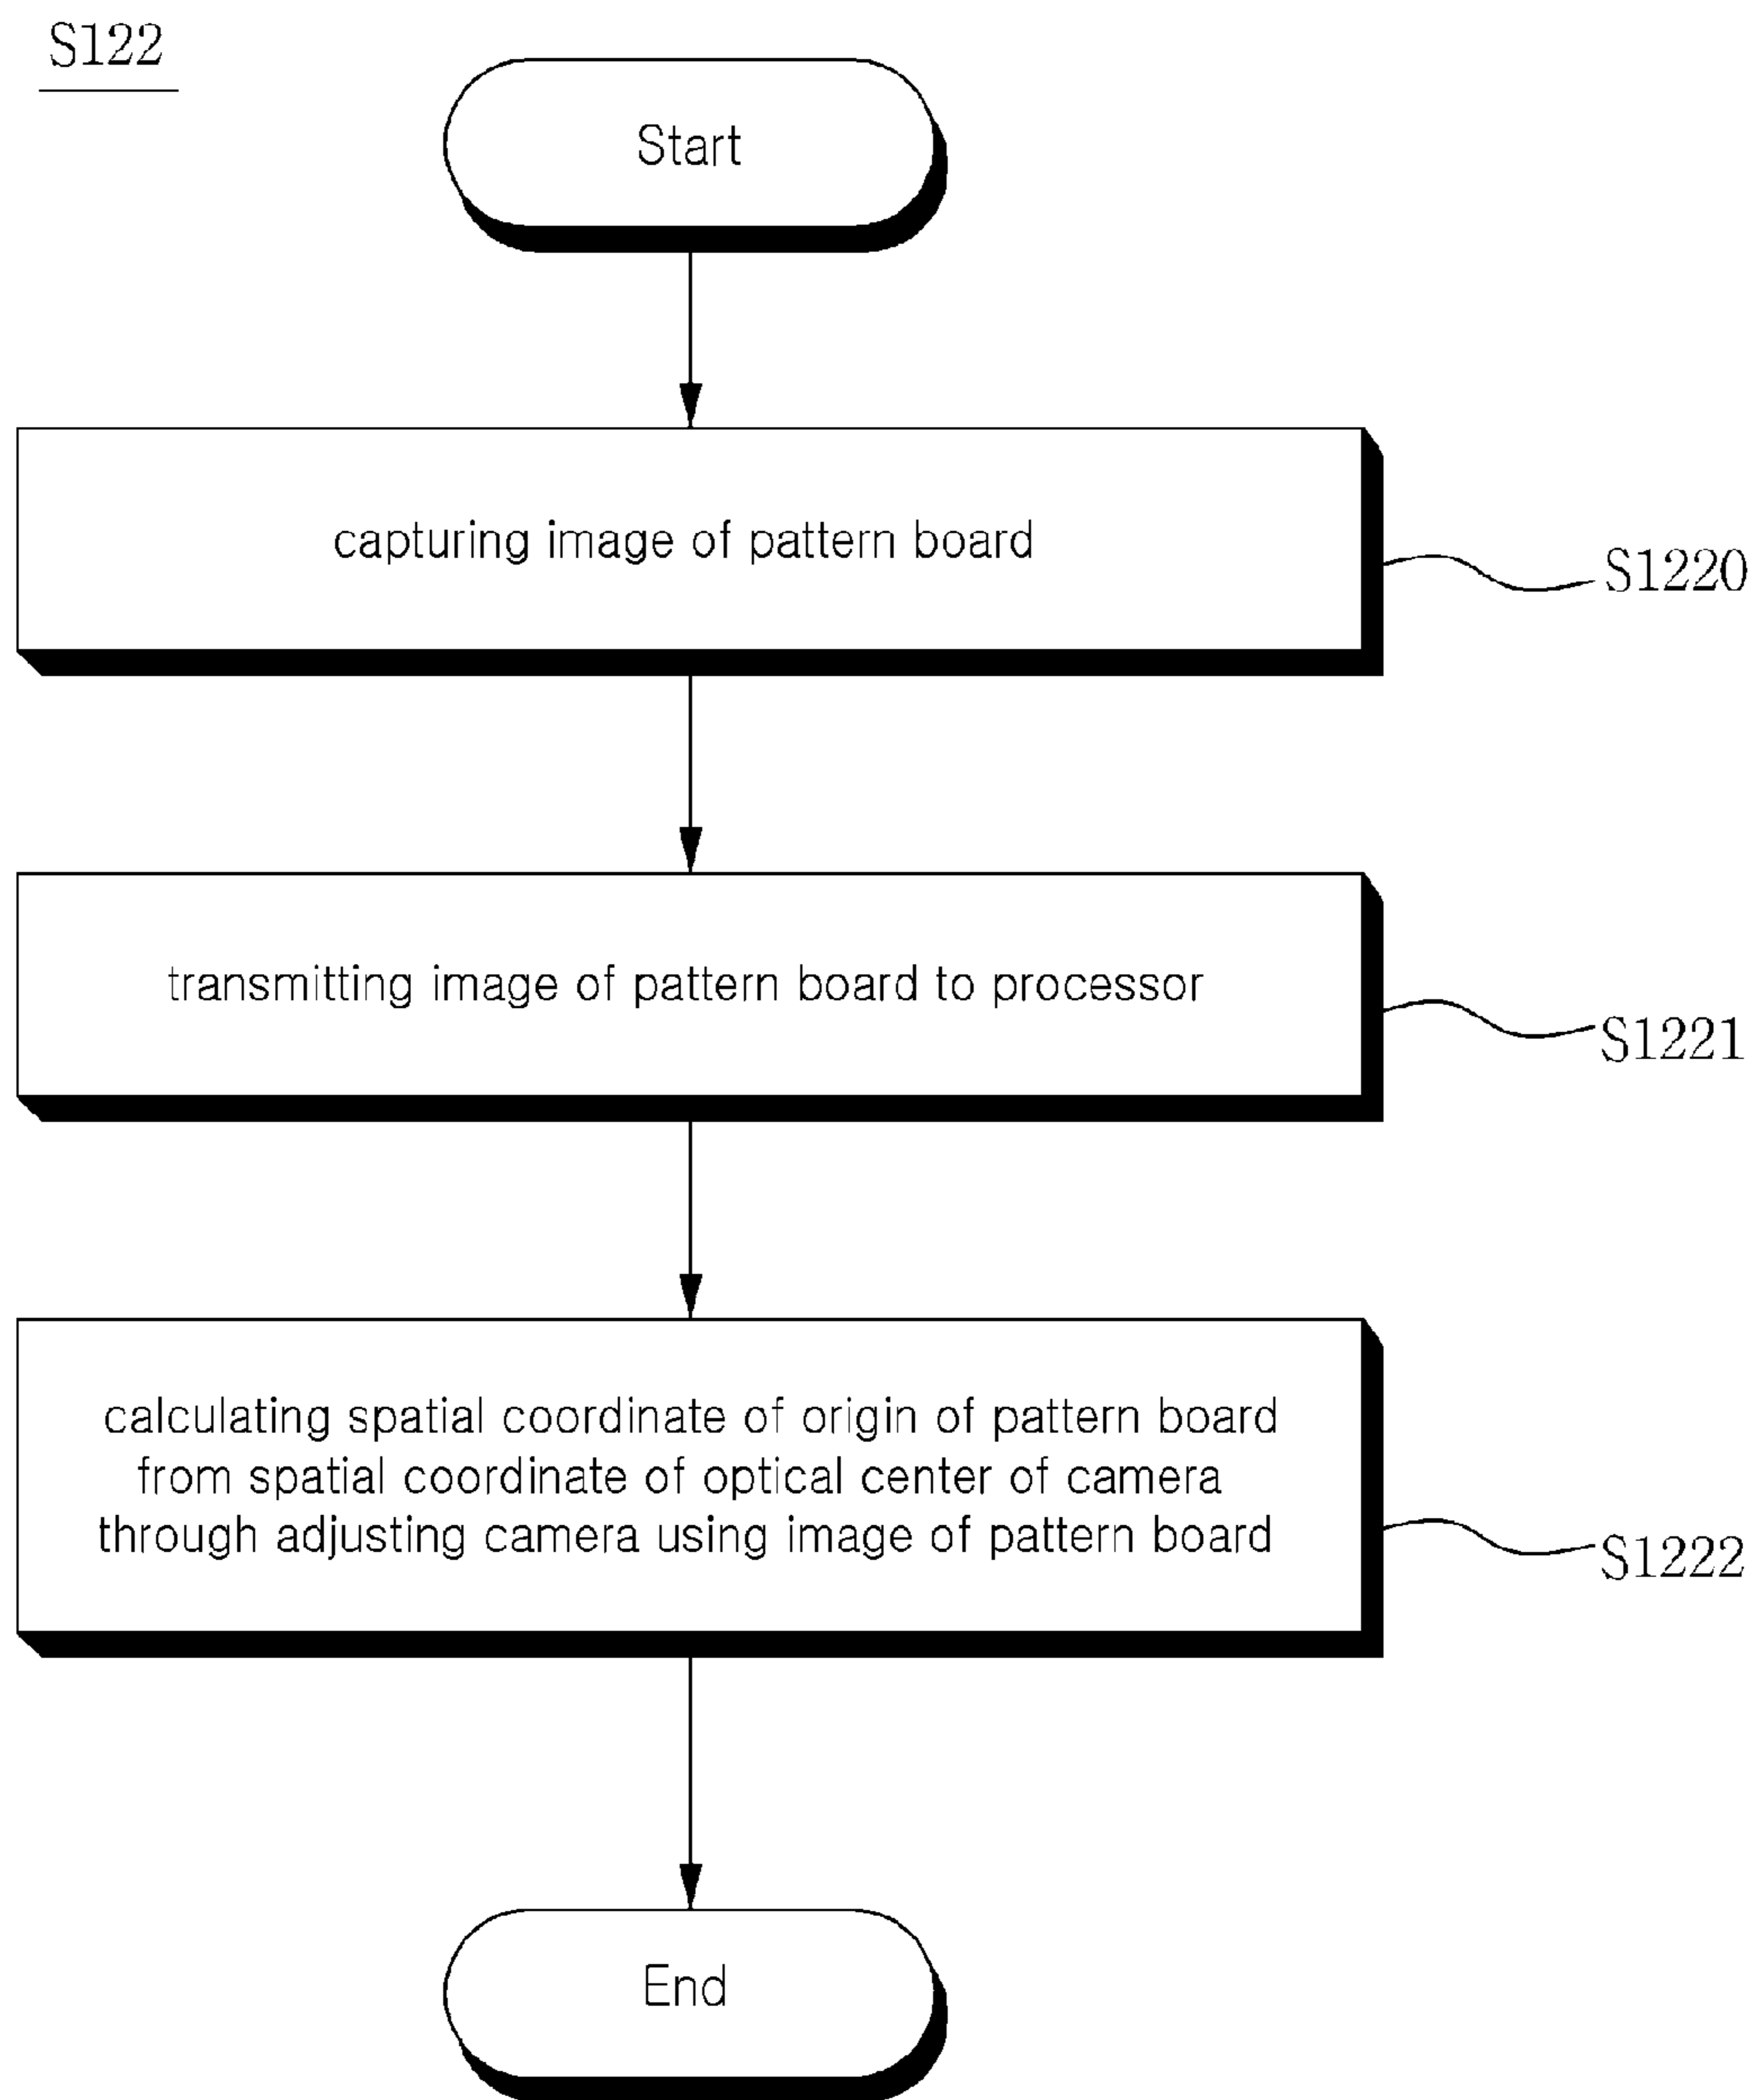 S122
Start
capturing image of pattern board
S1220
transmitting image of pattern board to processor
S1221
calculating spatial coordinate of origin of pattern board
from spatial coordinate of optical center of camera
through adjusting camera using image of pattern board
S1222
End